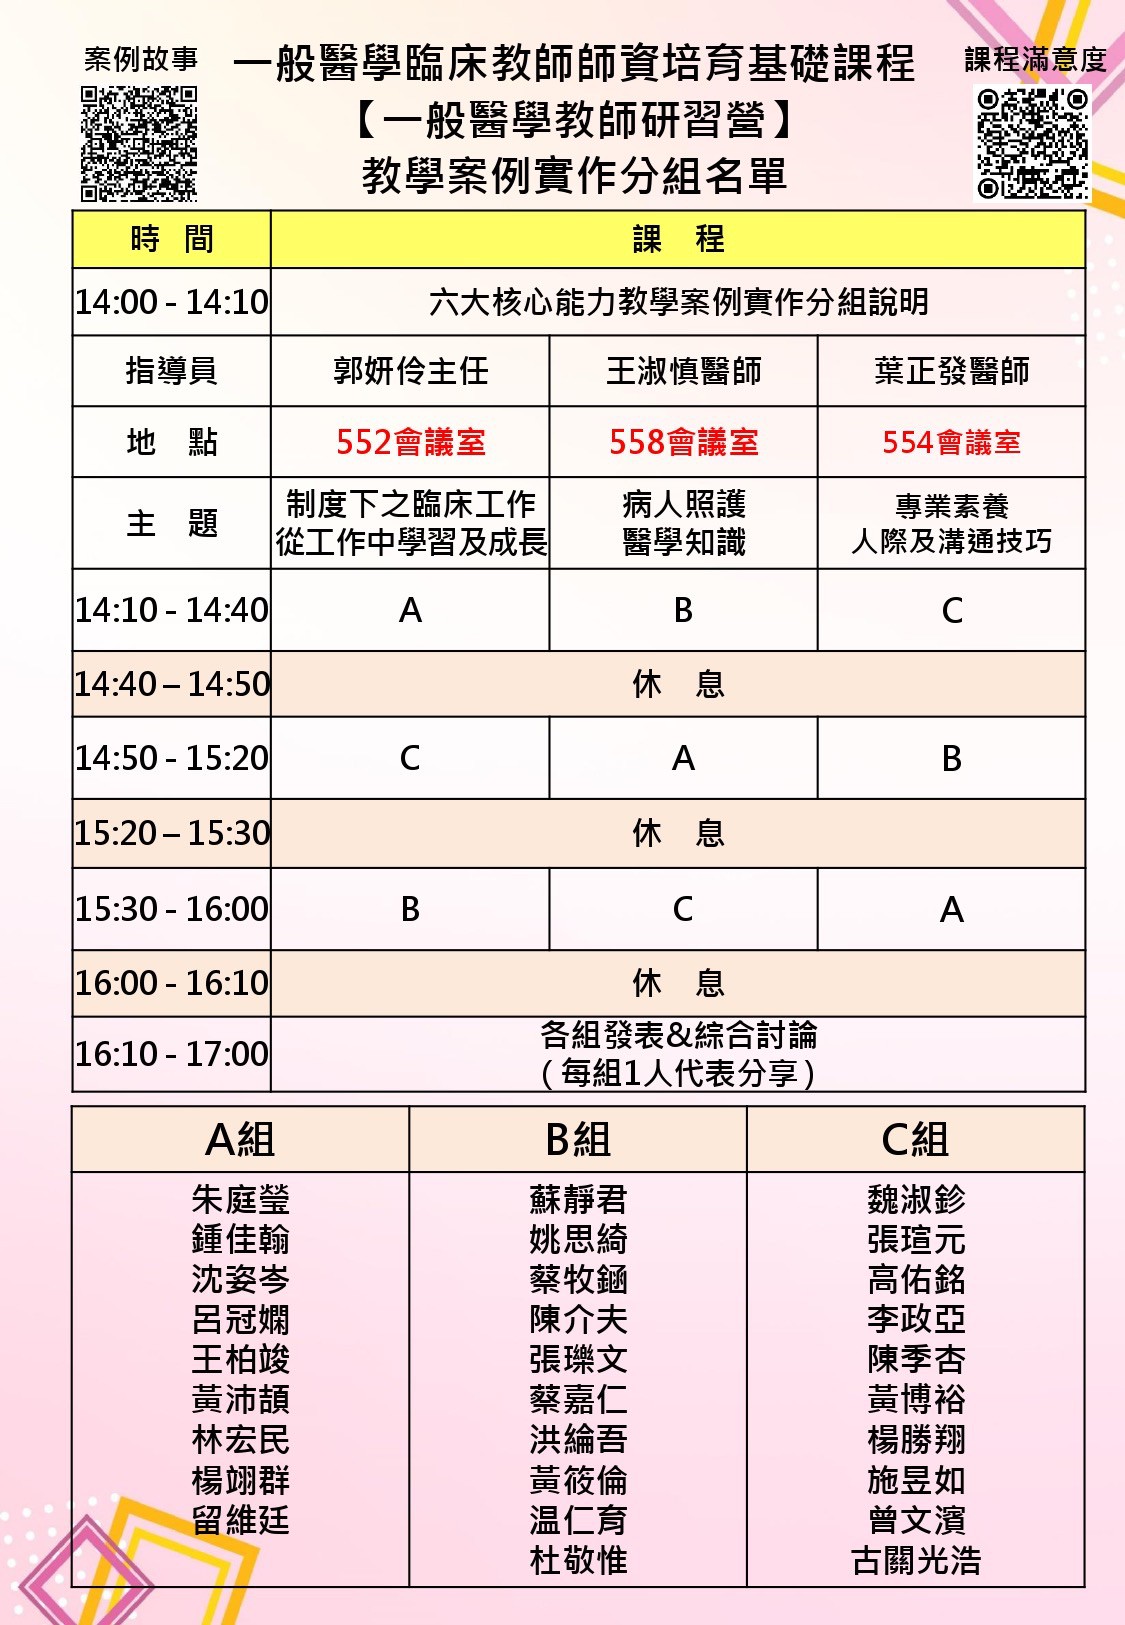 案例故事
一般醫學臨床教師師資培育基礎課程
課程滿意度
【一般醫學教師研習營】
教學案例實作分組名單
時 間 課 程
14:00 - 14:10 六大核心能力教學案例實作分組說明
指導員 郭妍伶主任 王淑慎醫師 葉正發醫師
地 點 552會議室 558會議室 554會議室
主 題 制度下之臨床工作 病人照護 專業素養
從工作中學習及成長 醫學知識 人際及溝通技巧
14:10 - 14:40 A B C
14:40 – 14:50 休 息
14:50 - 15:20 C A B
15:20 – 15:30 休 息
15:30 - 16:00 B C A
16:00 - 16:10 休 息
16:10 - 17:00 各組發表&綜合討論
(每組1人代表分享)
A組 B組 C組
朱庭瑩 蘇靜君 魏淑鉁
鍾佳翰 姚思綺 張瑄元
沈姿岑 蔡牧鎾 高佑銘
呂冠嫻 陳介夫 李政亞
王柏竣 張瓅文 陳季杏
黃沛頡 蔡嘉仁 黃博裕
林宏民 洪綸吾 楊勝翔
楊翊群 黃筱倫 施昱如
留維廷 温仁育 曾文濱
杜敬惟 古關光浩